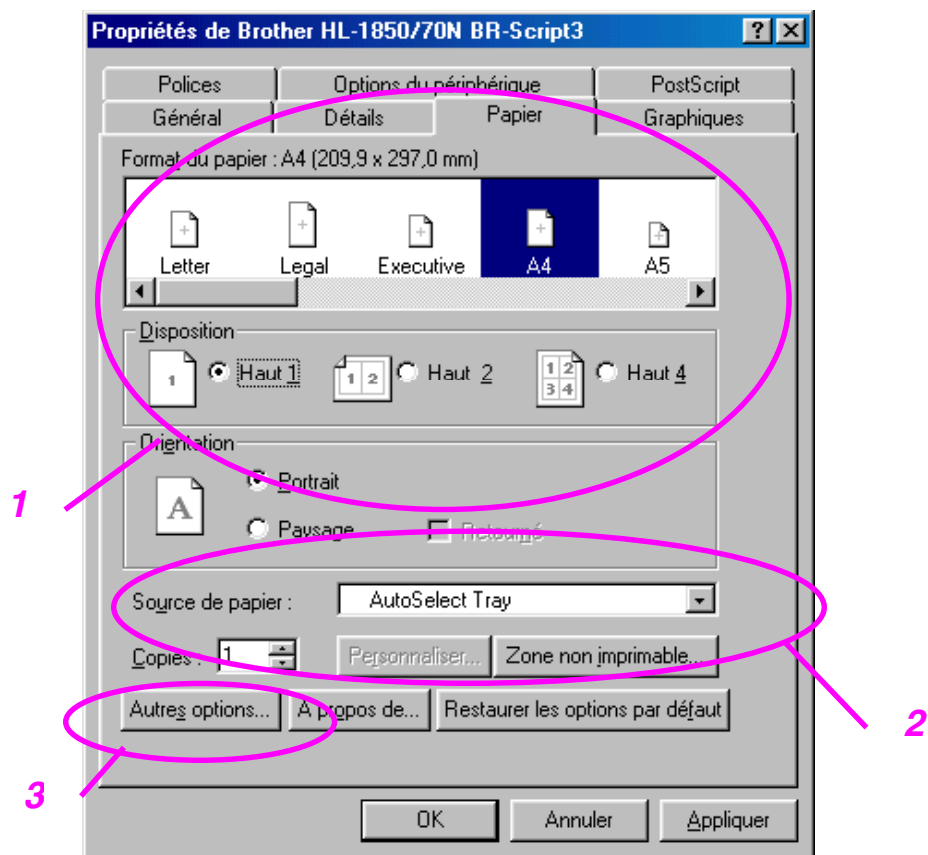 Propriétés de Brother HL-1850/70N BR-Script3
Polices Options du périphérique PostScript
Général Détails Papier Graphiques
Format du papier : A4 (209,9 x 297,0 mm)
Letter Legal Executive A4 A5
Disposition
1 Haut 1 1 2 Haut 2 1 2 3 4 Haut 4
Orientation
A Portrait
Paysage Retourné
1
Source de papier : AutoSelect Tray
Copies : 1 Personnaliser... Zone non imprimable...
Autres options... A propos de... Restaurer les options par défaut
2
3
OK Annuler Appliquer